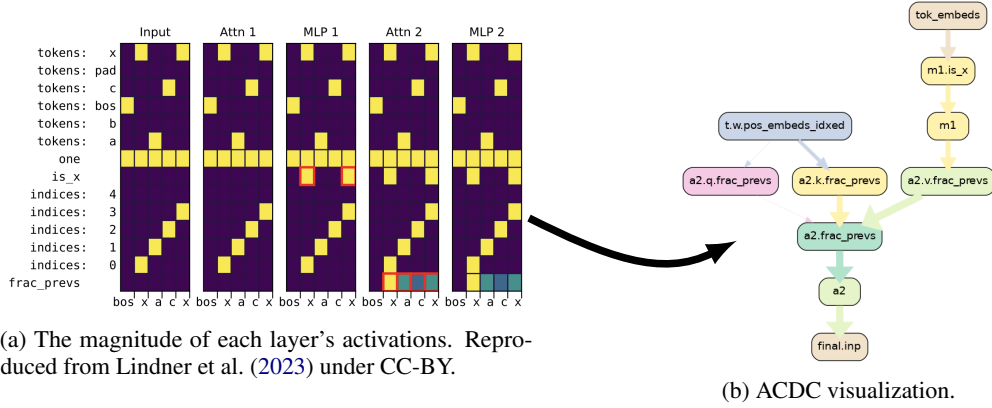 Input Attn 1 MLP 1 Attn 2 MLP 2
tokens: x
tokens: pad
tokens: c
tokens: bos
tokens: b
tokens: a
one
is_x
indices: 4
indices: 3
indices: 2
indices: 1
indices: 0
frac_prevs
bos x a c x bos x a c x bos x a c x bos x a c x bos x a c x
(a) The magnitude of each layer's activations. Repro-
duced from Lindner et al. (2023) under CC-BY.
tok_embeds
m1.is_x
t.w.pos_embeds_idxed
m1
a2.q.frac_prevs
a2.k.frac_prevs
a2.v.frac_prevs
a2.frac_prevs
a2
final.inp
(b) ACDC visualization.